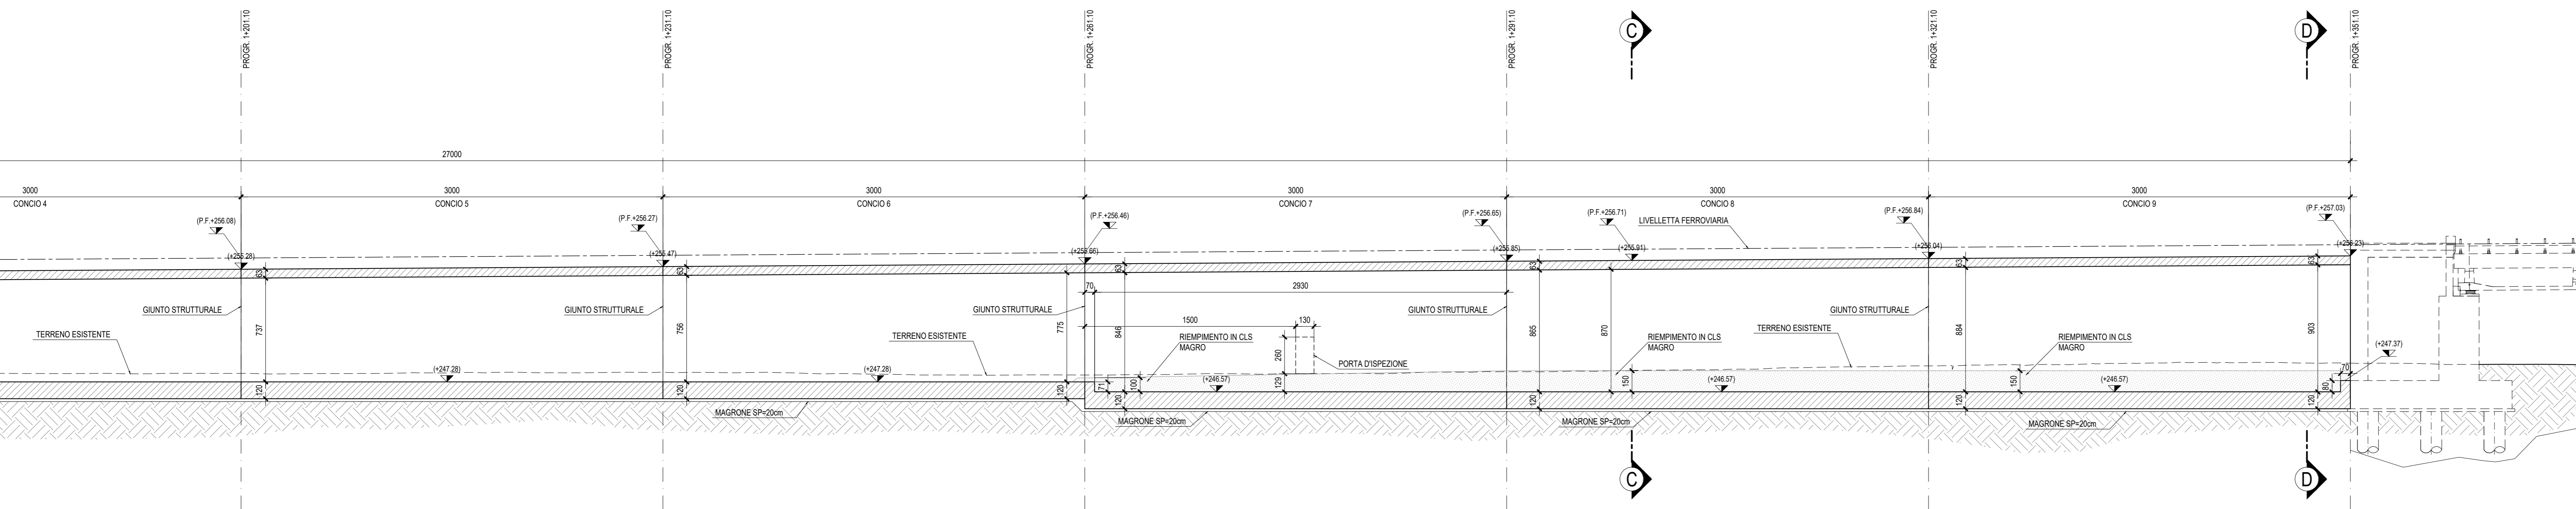 PROGR. 1+201.10
PROGR. 1+231.10
PROGR. 1+261.10
PROGR. 1+291.10
PROGR. 1+321.10
PROGR. 1+351.10
C
D
27000
3000
3000
3000
3000
3000
3000
CONCIO 4
CONCIO 5
CONCIO 6
CONCIO 7
CONCIO 8
CONCIO 9
(P.F.+256.08)
(P.F.+256.27)
(P.F.+256.46)
(P.F.+256.65)
(P.F.+256.71)
(P.F.+256.84)
(P.F.+257.03)
LIVELLETTA FERROVIARIA
(+255.28)
(+255.47)
(+255.66)
(+255.85)
(+255.91)
(+256.04)
(+256.23)
63
63
63
63
63
63
70
2930
GIUNTO STRUTTURALE
GIUNTO STRUTTURALE
GIUNTO STRUTTURALE
GIUNTO STRUTTURALE
GIUNTO STRUTTURALE
1500
130
737
756
775
846
865
870
884
903
TERRENO ESISTENTE
TERRENO ESISTENTE
TERRENO ESISTENTE
RIEMPIMENTO IN CLS
MAGRO
RIEMPIMENTO IN CLS
MAGRO
RIEMPIMENTO IN CLS
MAGRO
260
PORTA D'ISPEZIONE
(+247.37)
(+247.28)
(+247.28)
70
71
100
129
150
150
80
(+246.57)
(+246.57)
(+246.57)
120
120
120
120
120
120
120
MAGRONE SP=20cm
MAGRONE SP=20cm
MAGRONE SP=20cm
MAGRONE SP=20cm
C
D